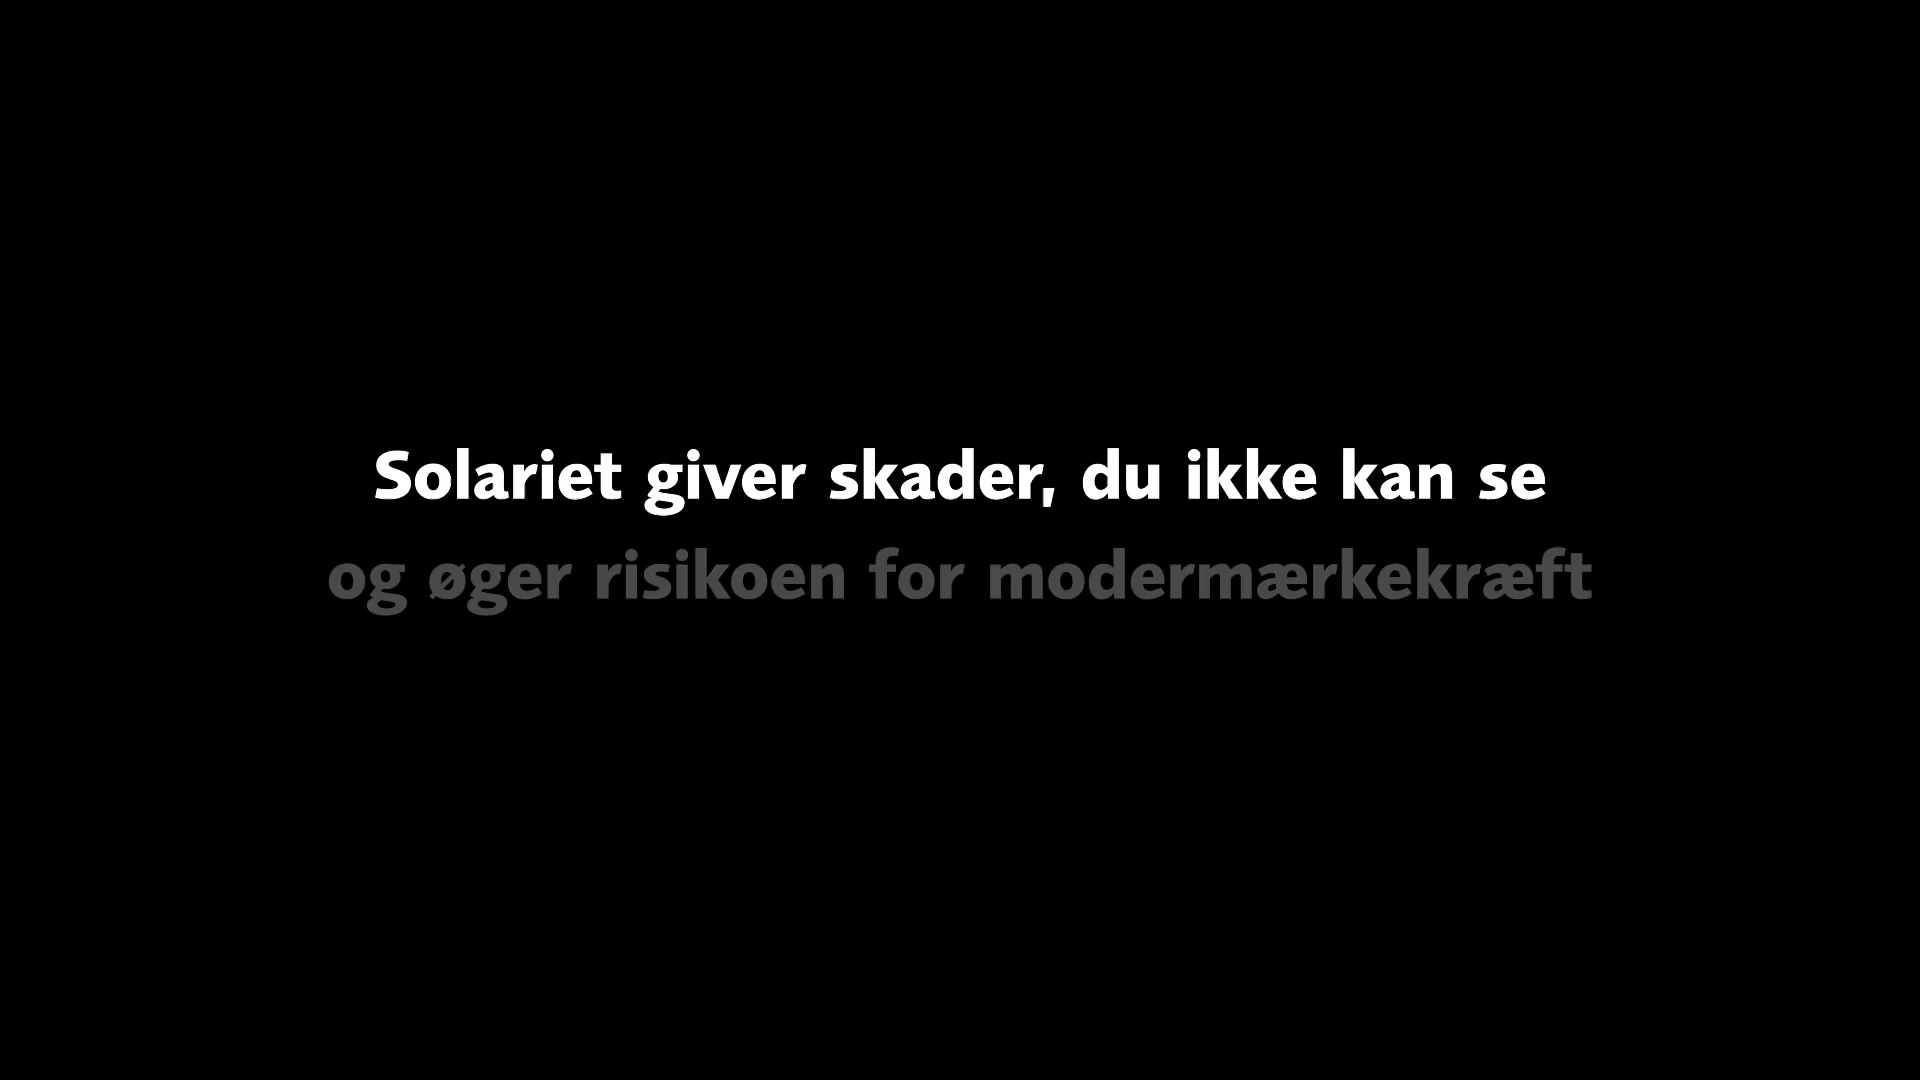 Solariet giver skader, du ikke kan se
og øger risikoen for modermærkekræft